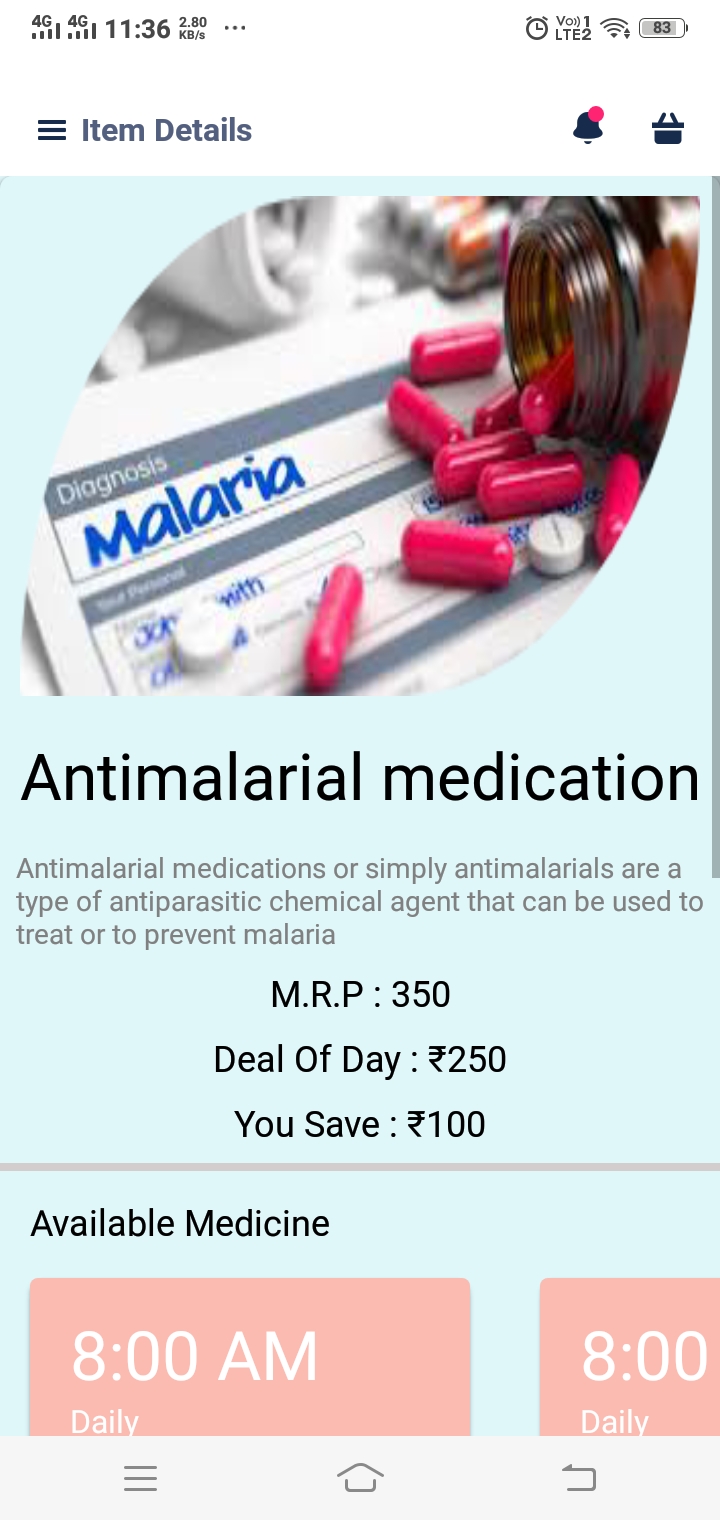 4G 4G 11:36 2.80 KB/s ... Vo)) 1 LTE2 83
Item Details
Diagnosis
Malaria
Your Personal
Antimalarial medication
Antimalarial medications or simply antimalarials are a
type of antiparasitic chemical agent that can be used to
treat or to prevent malaria
M.R.P : 350
Deal Of Day : ₹250
You Save : ₹100
Available Medicine
8:00 AM 8:00
Daily Daily